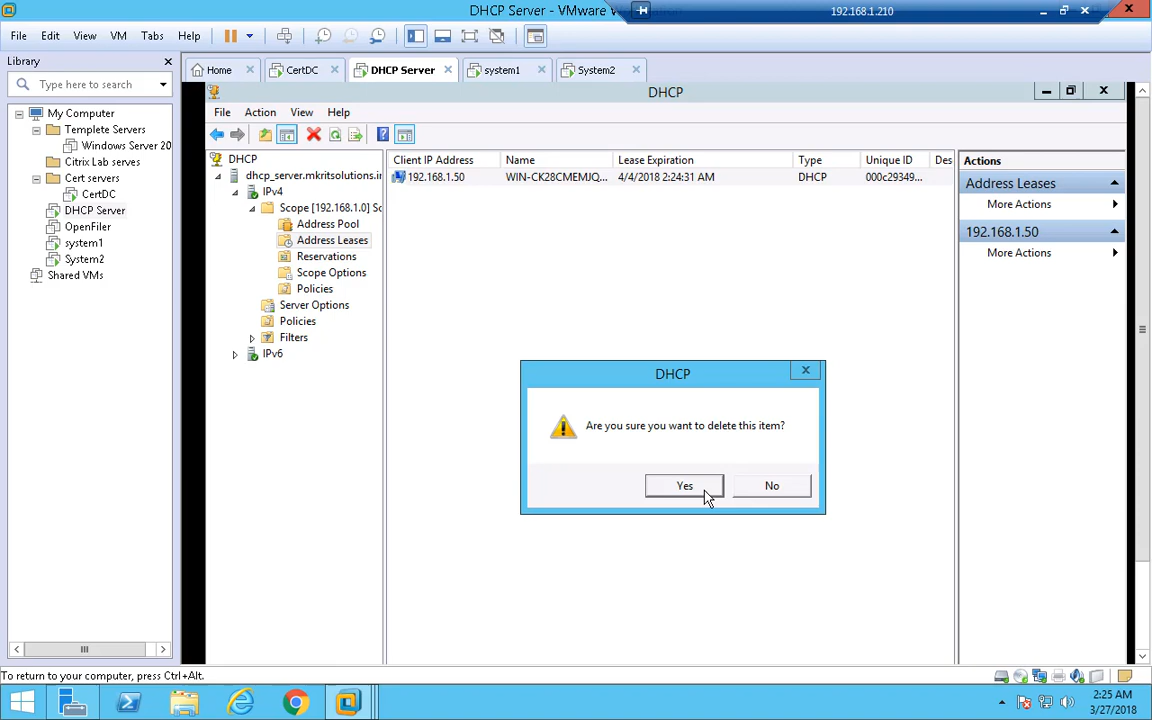 DHCP Server - VMware W
192.168.1.210
File Edit View VM Tabs Help
Library
Type here to search
Home CertDC DHCP Server system1 System2
My Computer
Template Servers
Windows Server 20
Citrix Lab serves
Cert servers
CertDC
DHCP Server
OpenFiler
system1
System2
Shared VMs
DHCP
File Action View Help
DHCP
dhcp_server.mkritsolutions.in
IPv4
Scope [192.168.1.0] Sc
Address Pool
Address Leases
Reservations
Scope Options
Policies
Server Options
Policies
Filters
IPv6
Client IP Address Name Lease Expiration Type Unique ID Des
192.168.1.50 WIN-CK28CMEMJQ... 4/4/2018 2:24:31 AM DHCP 000c29349...
Actions
Address Leases
More Actions
192.168.1.50
More Actions
DHCP
Are you sure you want to delete this item?
Yes No
To return to your computer, press Ctrl+Alt.
2:25 AM
3/27/2018